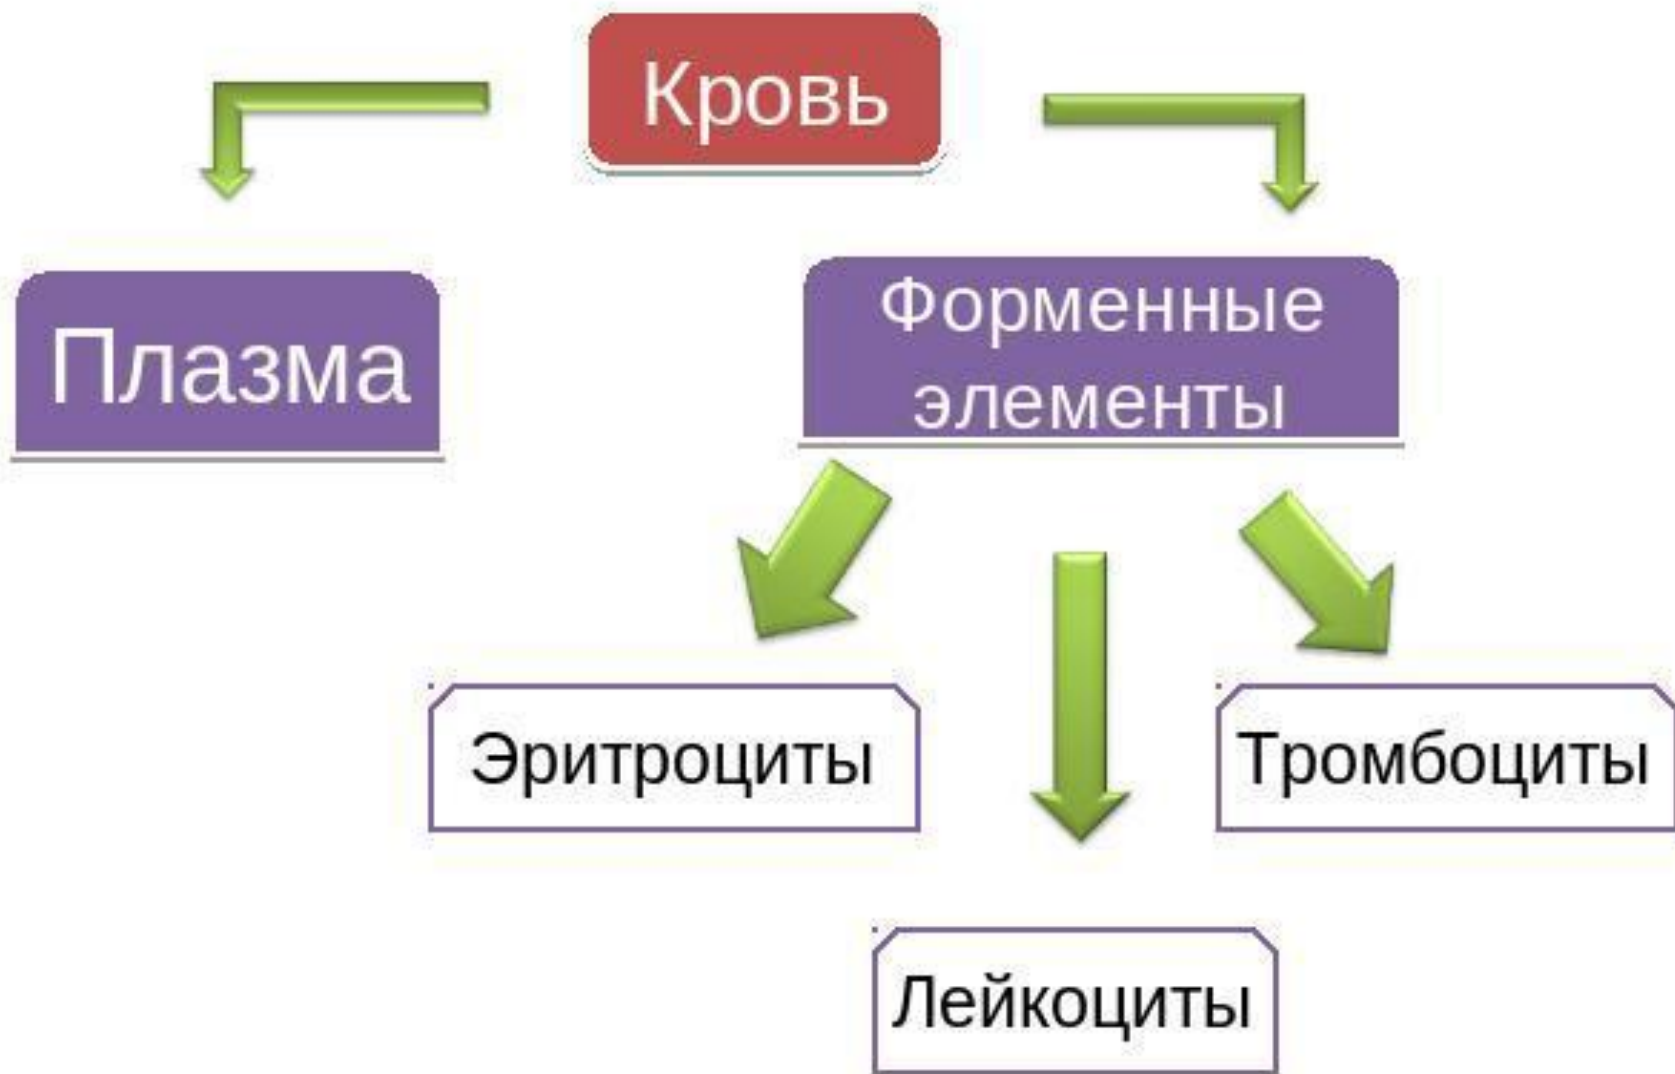 Кровь
Плазма
Форменные
элементы
Эритроциты
Тромбоциты
Лейкоциты